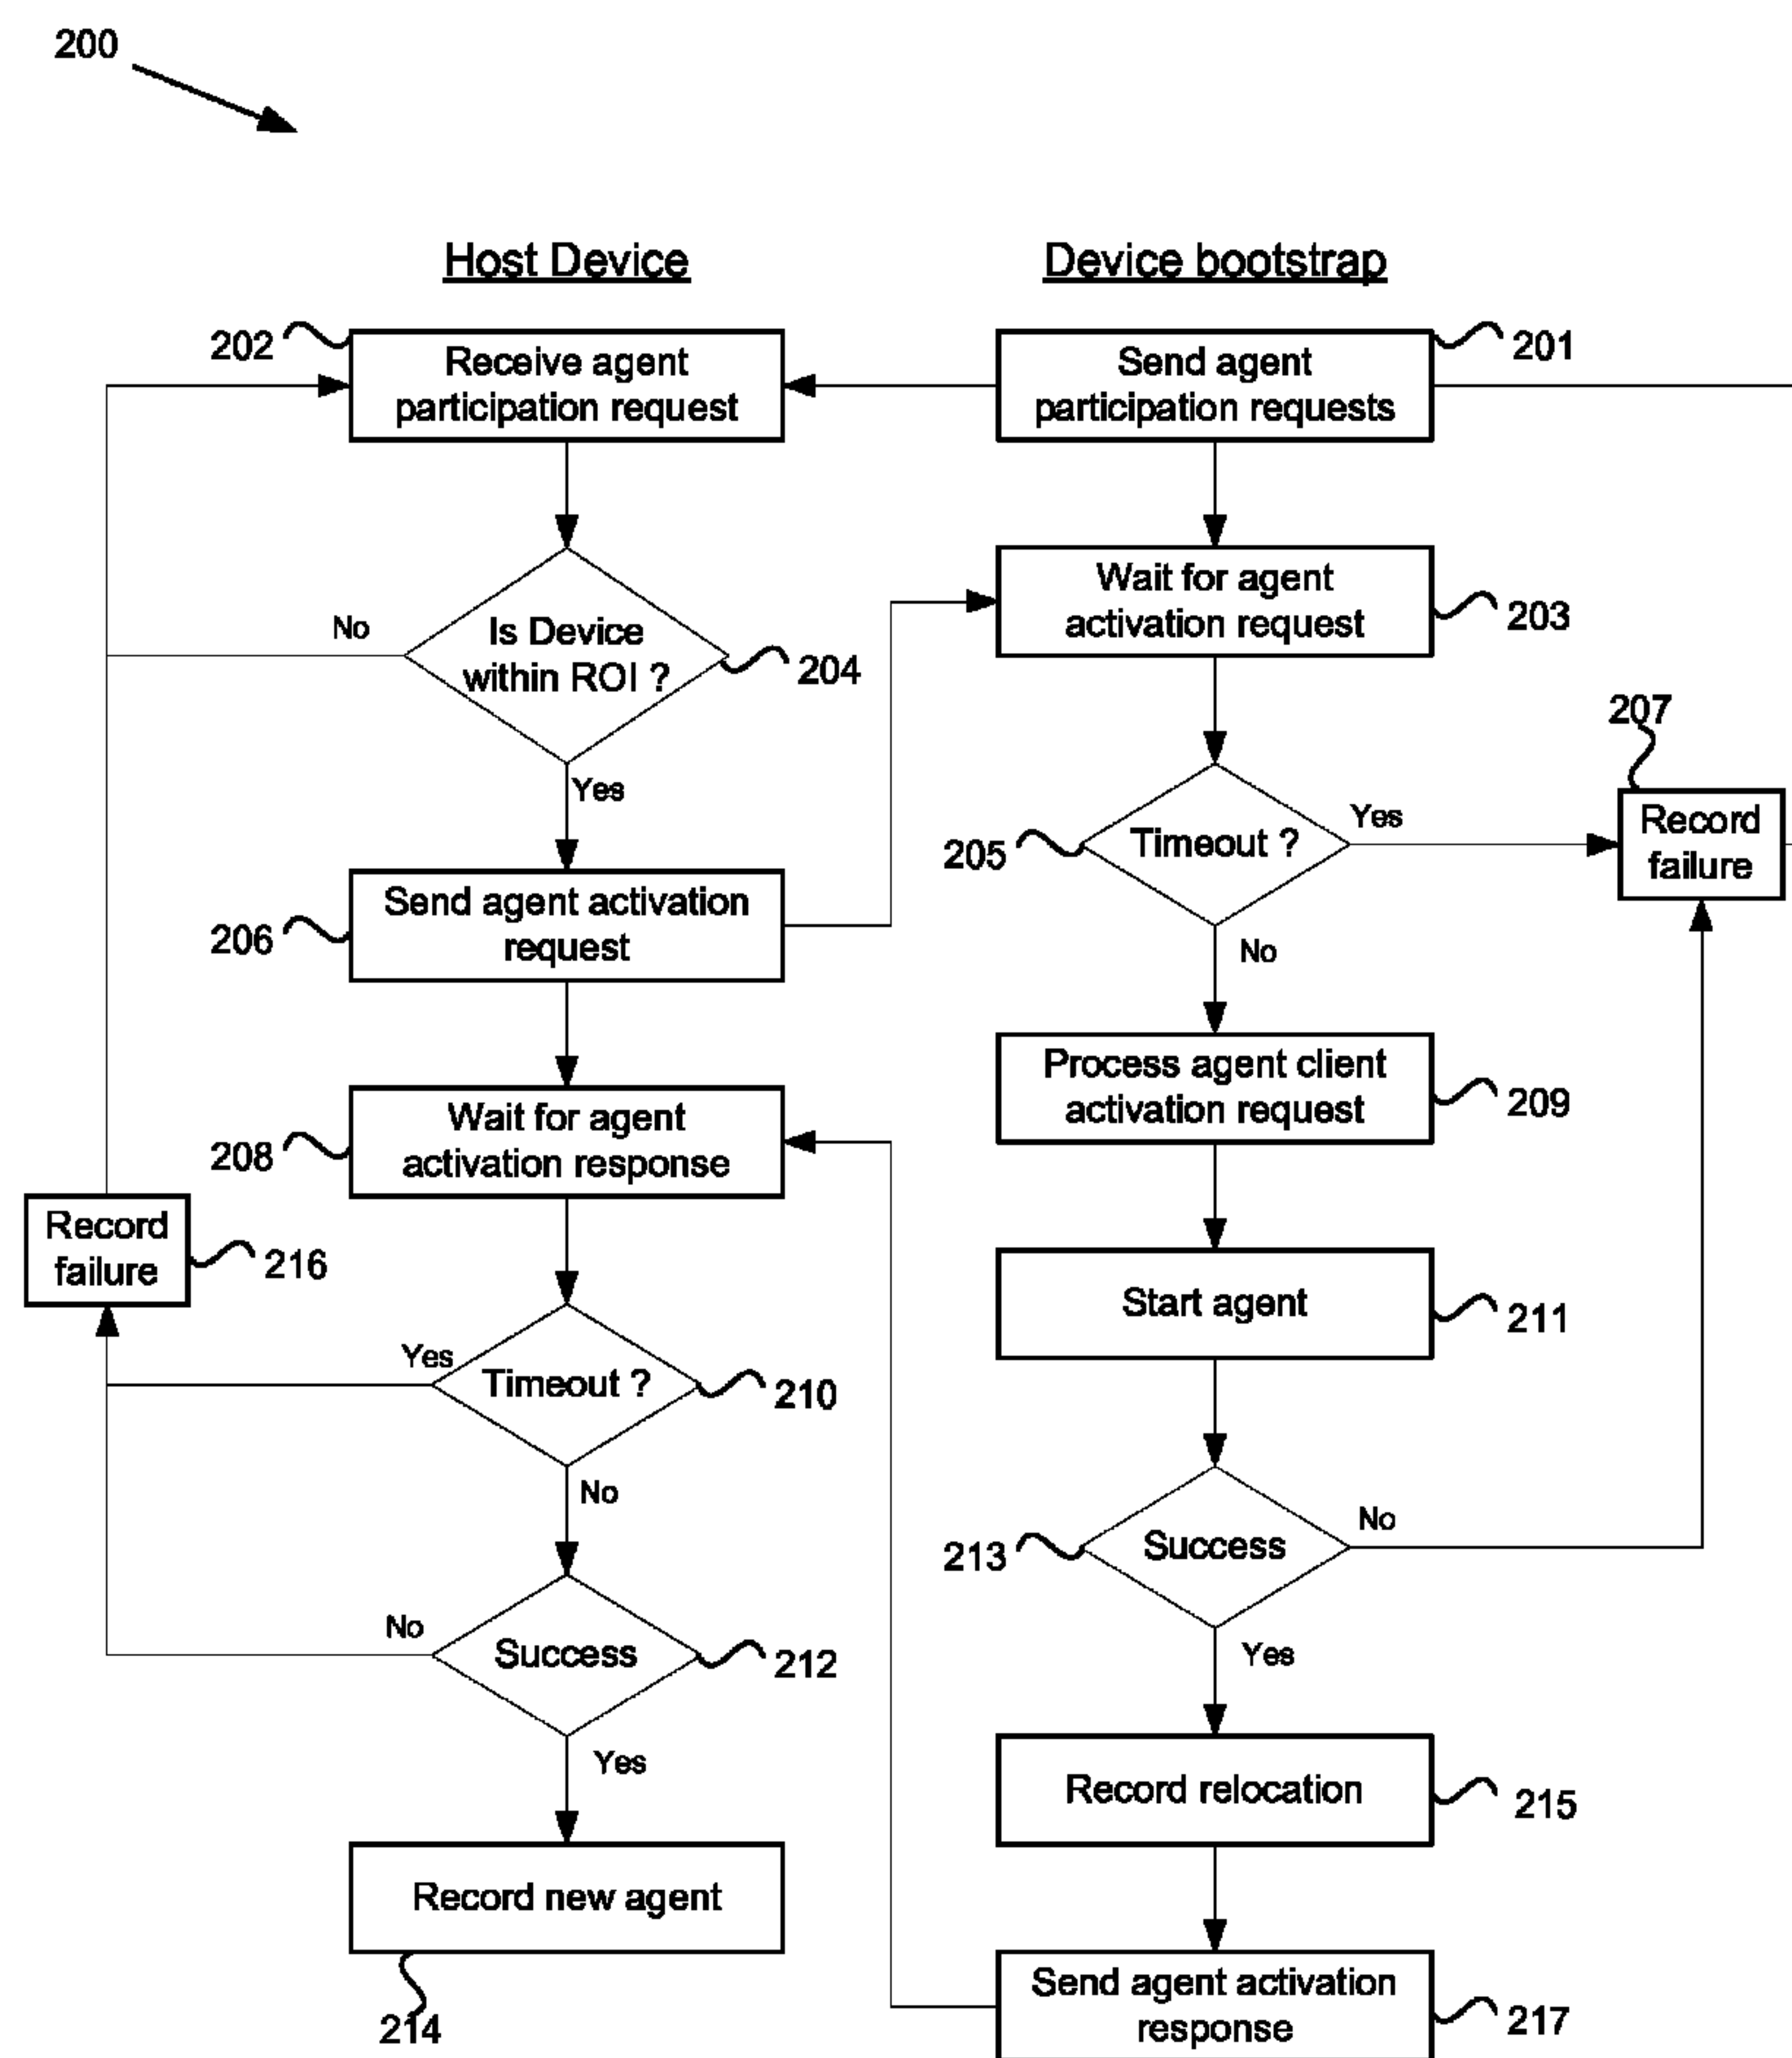 200
Host Device
Device bootstrap
202
Receive agent
participation request
Send agent
participation requests
201
No
Is Device
within ROI ?
204
Yes
Wait for agent
activation request
203
207
Record
failure
205
Timeout ?
Yes
No
206
Send agent activation
request
Process agent client
activation request
209
208
Wait for agent
activation response
Record
failure
216
Start agent
211
Yes
Timeout ?
210
No
213
Success
No
Yes
No
Success
212
Yes
Record relocation
215
Record new agent
214
Send agent activation
response
217